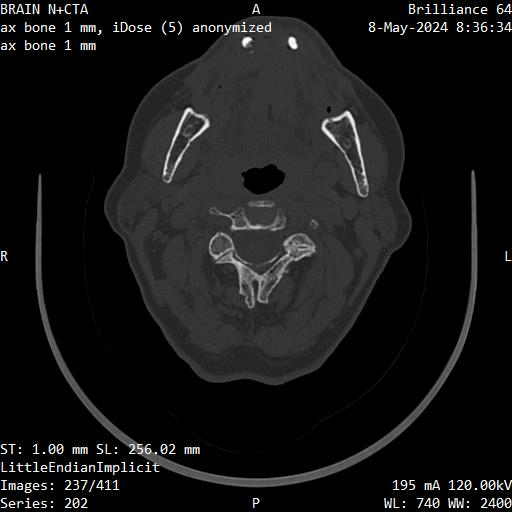 BRAIN N+CTA
ax bone 1 mm, iDose (5) anonymized
ax bone 1 mm
A
Brilliance 64
8-May-2024 8:36:34
R
L
ST: 1.00 mm SL: 256.02 mm
LittleEndianImplicit
Images: 237/411
Series: 202
P
195 mA 120.00kV
WL: 740 WW: 2400